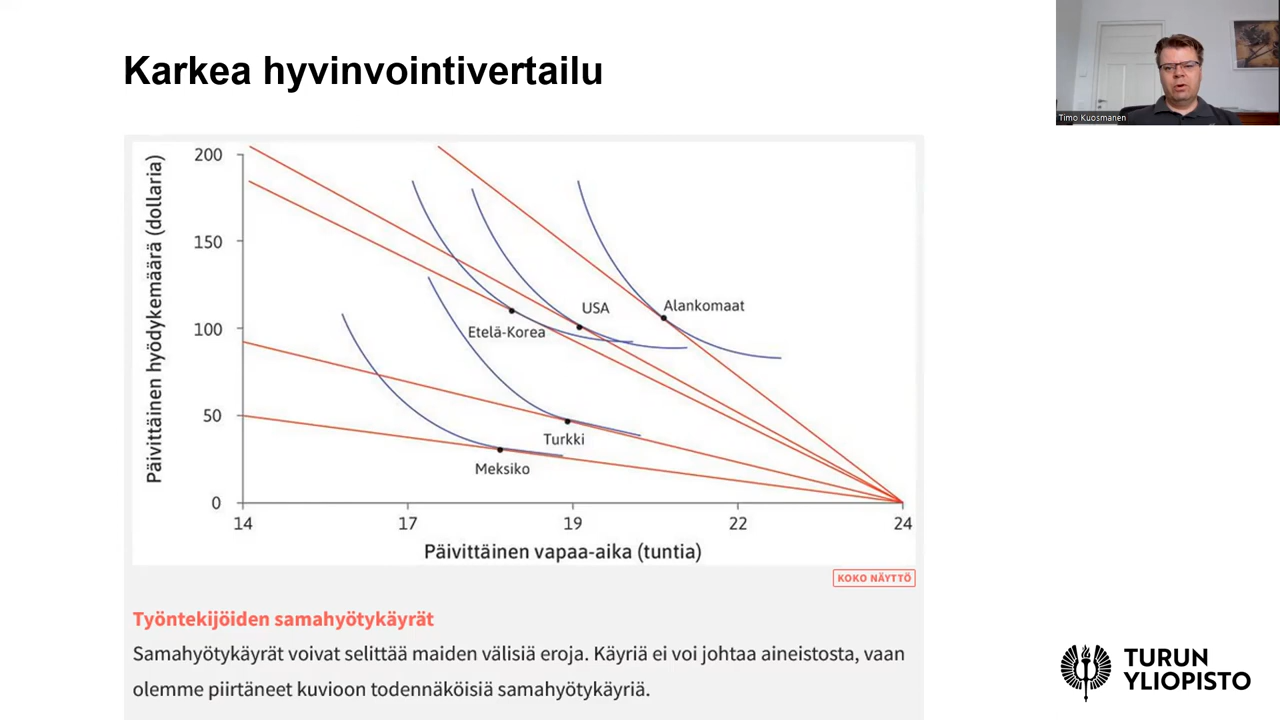 Karkea hyvinvointivertailu
Timo Kuosmanen
Päivittäinen hyödykemäärä (dollaria)
200
150
100
50
0
14
17
19
22
24
Alankomaat
USA
Etelä-Korea
Turkki
Meksiko
Päivittäinen vapaa-aika (tuntia)
KOKO NÄYTTÖ
Työntekijöiden samahyötykäyrät
Samahyötykäyrät voivat selittää maiden välisiä eroja. Käyriä ei voi johtaa aineistosta, vaan
olemme piirtäneet kuvioon todennäköisiä samahyötykäyriä.
TURUN
YLIOPISTO